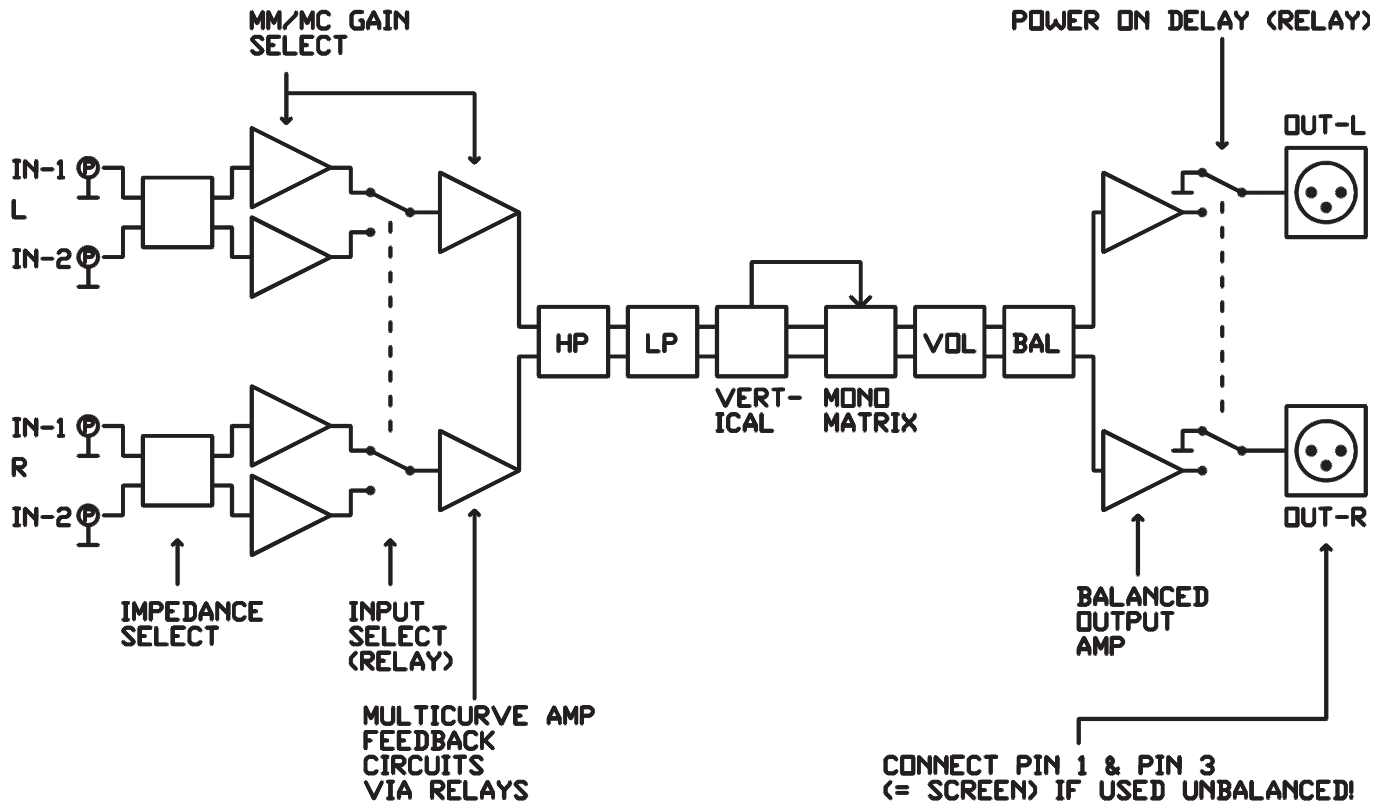 MM/MC GAIN
SELECT
POWER ON DELAY (RELAY)
OUT-L
IN-1 P
L
IN-2 P
HP
LP
VOL
BAL
VERT-
ICAL
MONO
MATRIX
IN-1 P
R
IN-2 P
OUT-R
IMPEDANCE
SELECT
INPUT
SELECT
(RELAY)
BALANCED
OUTPUT
AMP
MULTICURVE AMP
FEEDBACK
CIRCUITS
VIA RELAYS
CONNECT PIN 1 & PIN 3
(= SCREEN) IF USED UNBALANCED!